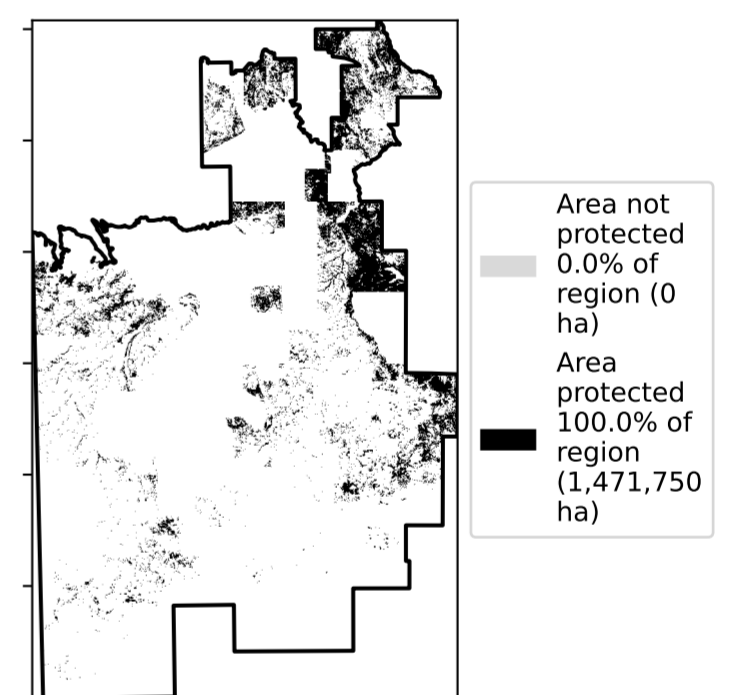 Area not
protected
0.0% of
region (0
ha)
Area
protected
100.0% of
region
(1,471,750
ha)